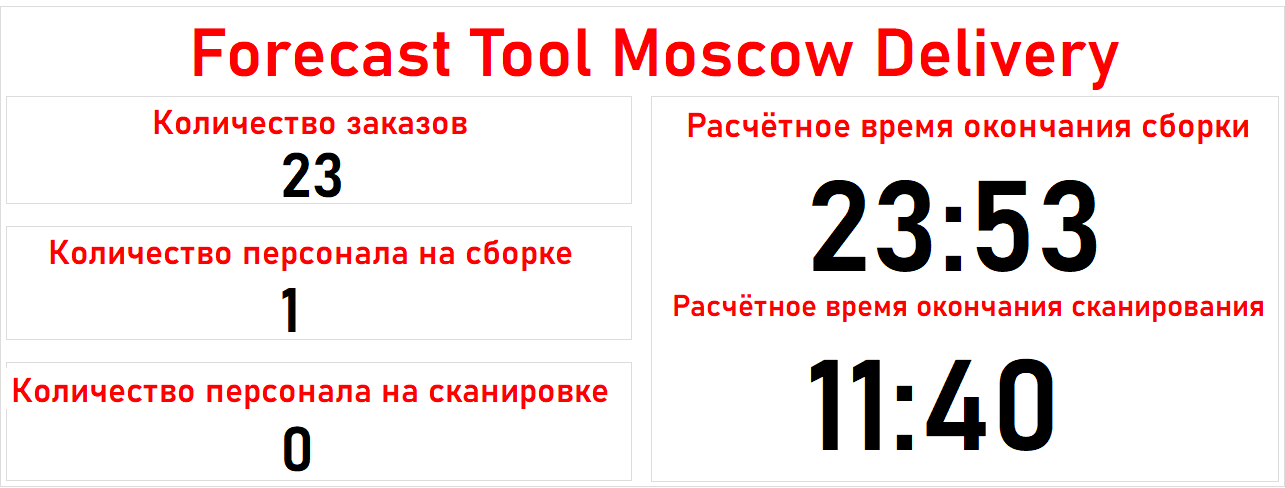 Forecast Tool Moscow Delivery
Количество заказов
23
Количество персонала на сборке
1
Количество персонала на сканировке
0
Расчётное время окончания сборки
23:53
Расчётное время окончания сканирования
11:40